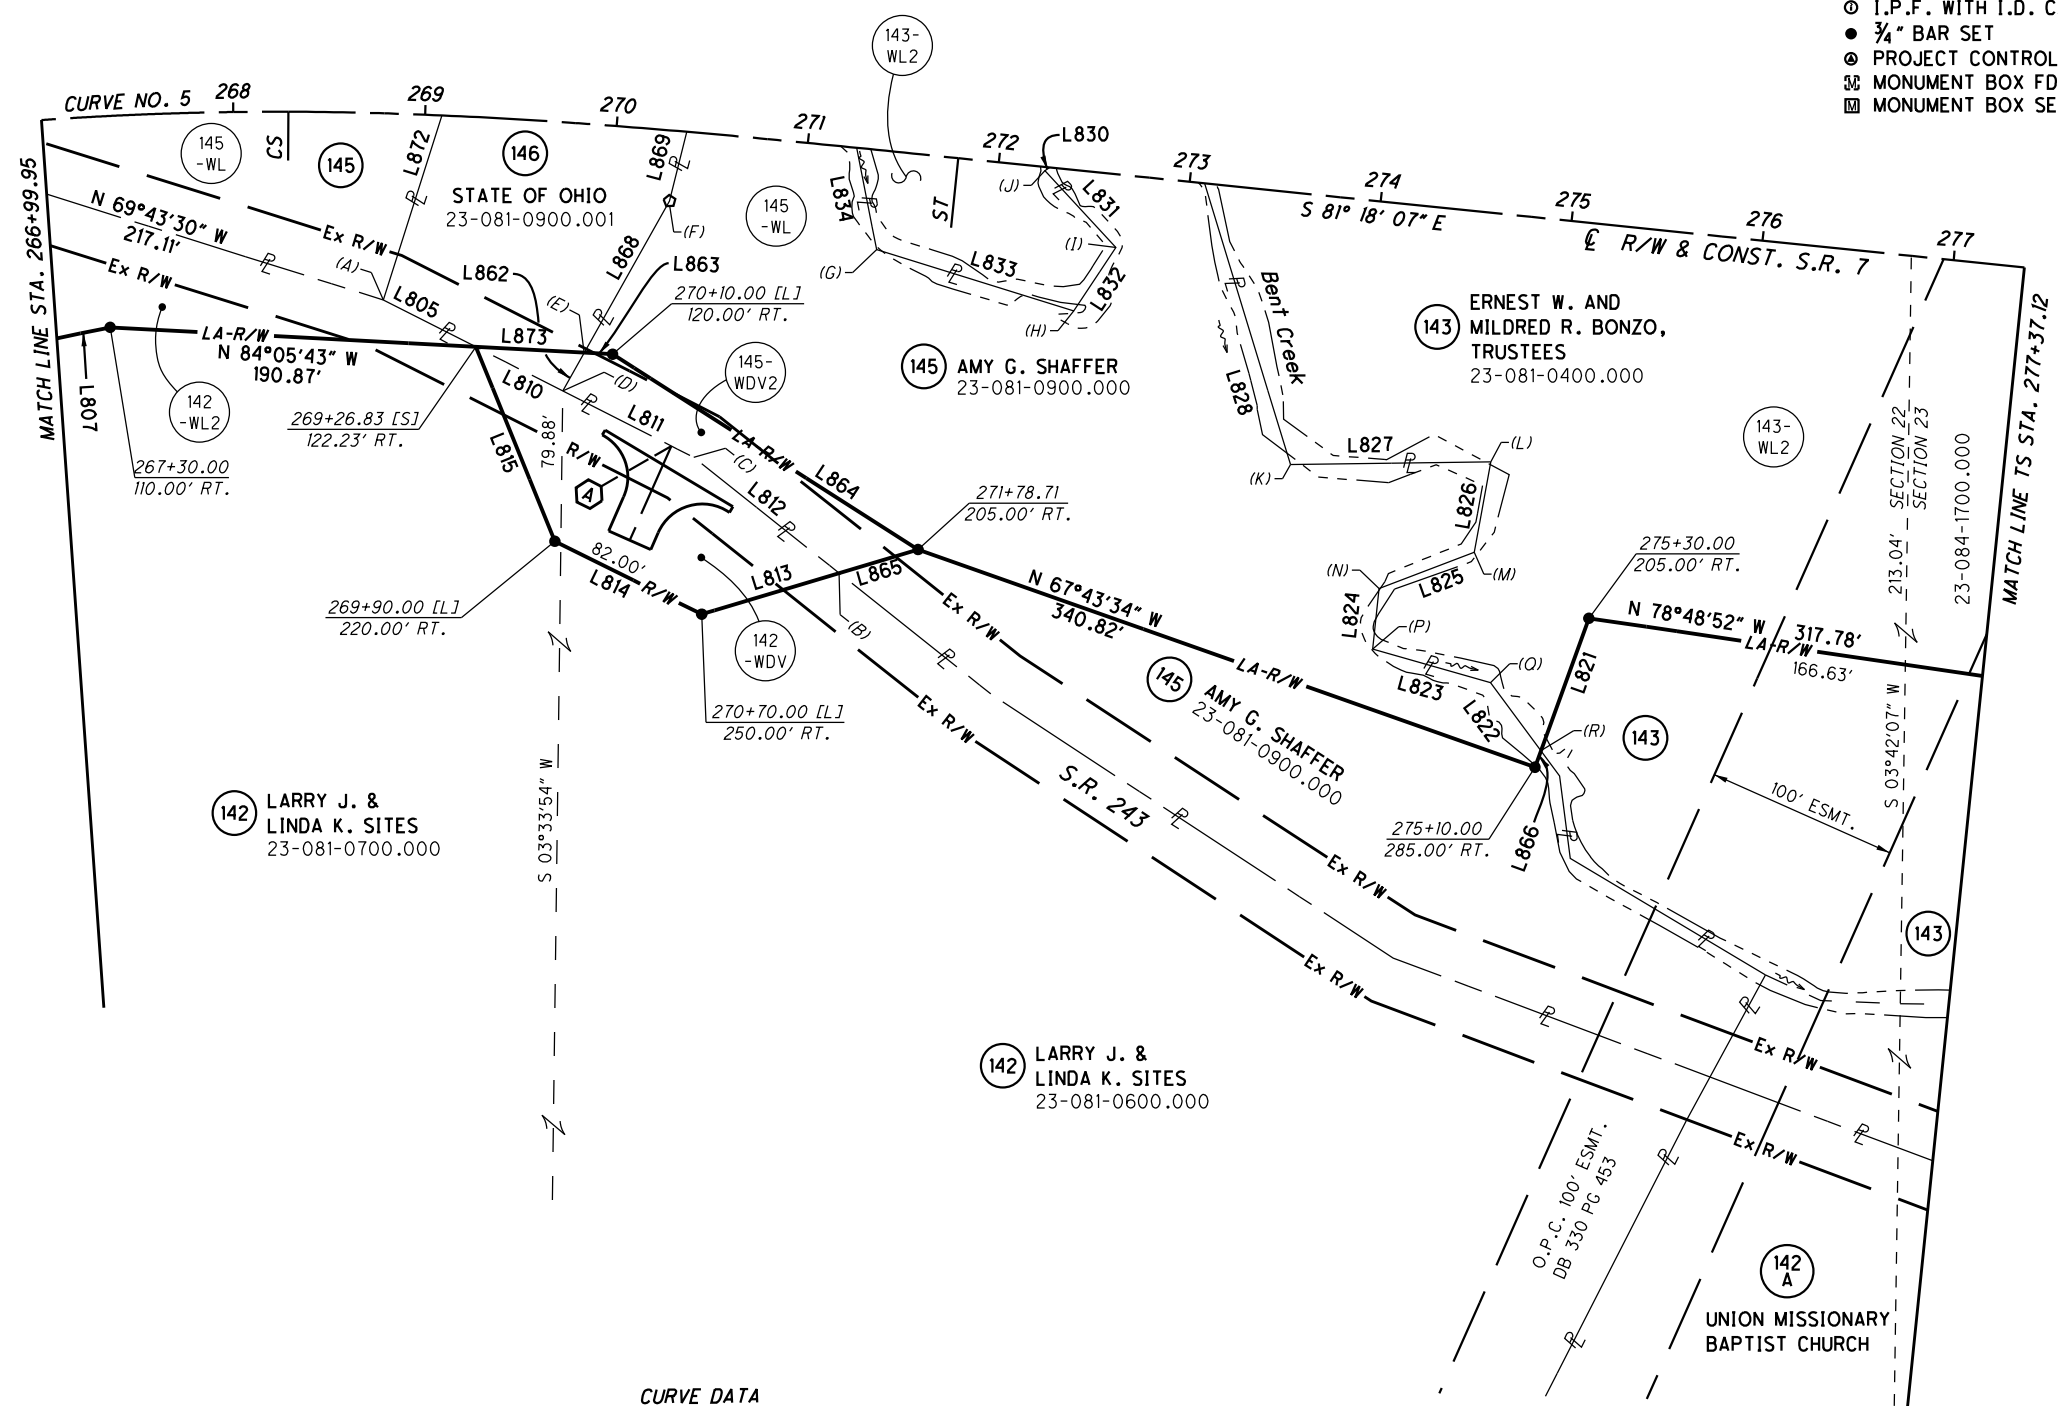 I.P.F. WITH I.D. C
¾" BAR SET
PROJECT CONTROL
MONUMENT BOX FD
M MONUMENT BOX SE
CURVE NO. 5
268
269
270
271
272
273
274
275
276
277
143-
WL2
L830
145
-WL
CS
145
L872
146
L869
STATE OF OHIO
23-081-0900.001
145
-WL
L834
ST
(J)
L831
S 81° 18' 07" E
℄ R/W & CONST. S.R. 7
MATCH LINE STA. 266+99.95
N 69°43'30" W
217.11'
Ex R/W
(F)
L868
(I)
(G)
L833
L832
(H)
(A)
Ex R/W
L862
L863
270+10.00 [L]
120.00' RT.
L805
(E)
Bent Creek
143
ERNEST W. AND
MILDRED R. BONZO,
TRUSTEES
23-081-0400.000
MATCH LINE TS STA. 277+37.12
LA-R/W
N 84°05'43" W
190.87'
L873
145-
WDV2
145
AMY G. SHAFFER
23-081-0900.000
L807
142
-WL2
L810
(D)
L828
269+26.83 [S]
122.23' RT.
L811
L827
(L)
143-
WL2
213.04'
SECTION 22
SECTION 23
23-084-1700.000
267+30.00
110.00' RT.
L815
79.88'
R/W
(C)
LA R/W
L864
(K)
A
L812
L826
271+78.71
205.00' RT.
275+30.00
205.00' RT.
82.00'
L814
R/W
L813
L865
(N)
L825
(M)
N 67°43'34" W
340.82'
L824
(P)
N 78°48'52" W
317.78'
LA-R/W
166.63'
269+90.00 [L]
220.00' RT.
142
-WDV
(B)
Ex R/W
LA-R/W
L823
(O)
L821
L822
(R)
143
270+70.00 [L]
250.00' RT.
Ex R/W
145
AMY G. SHAFFER
23-081-0900.000
S 03°42'07" W
100' ESMT.
S 03°33'54" W
142
LARRY J. &
LINDA K. SITES
23-081-0700.000
S.R. 243
275+10.00
285.00' RT.
L866
Ex R/W
143
Ex R/W
142
LARRY J. &
LINDA K. SITES
23-081-0600.000
Ex R/W
Ex R/W
O.P.C. 100' ESMT.
DB 330 PG 453
142
A
UNION MISSIONARY
BAPTIST CHURCH
CURVE DATA